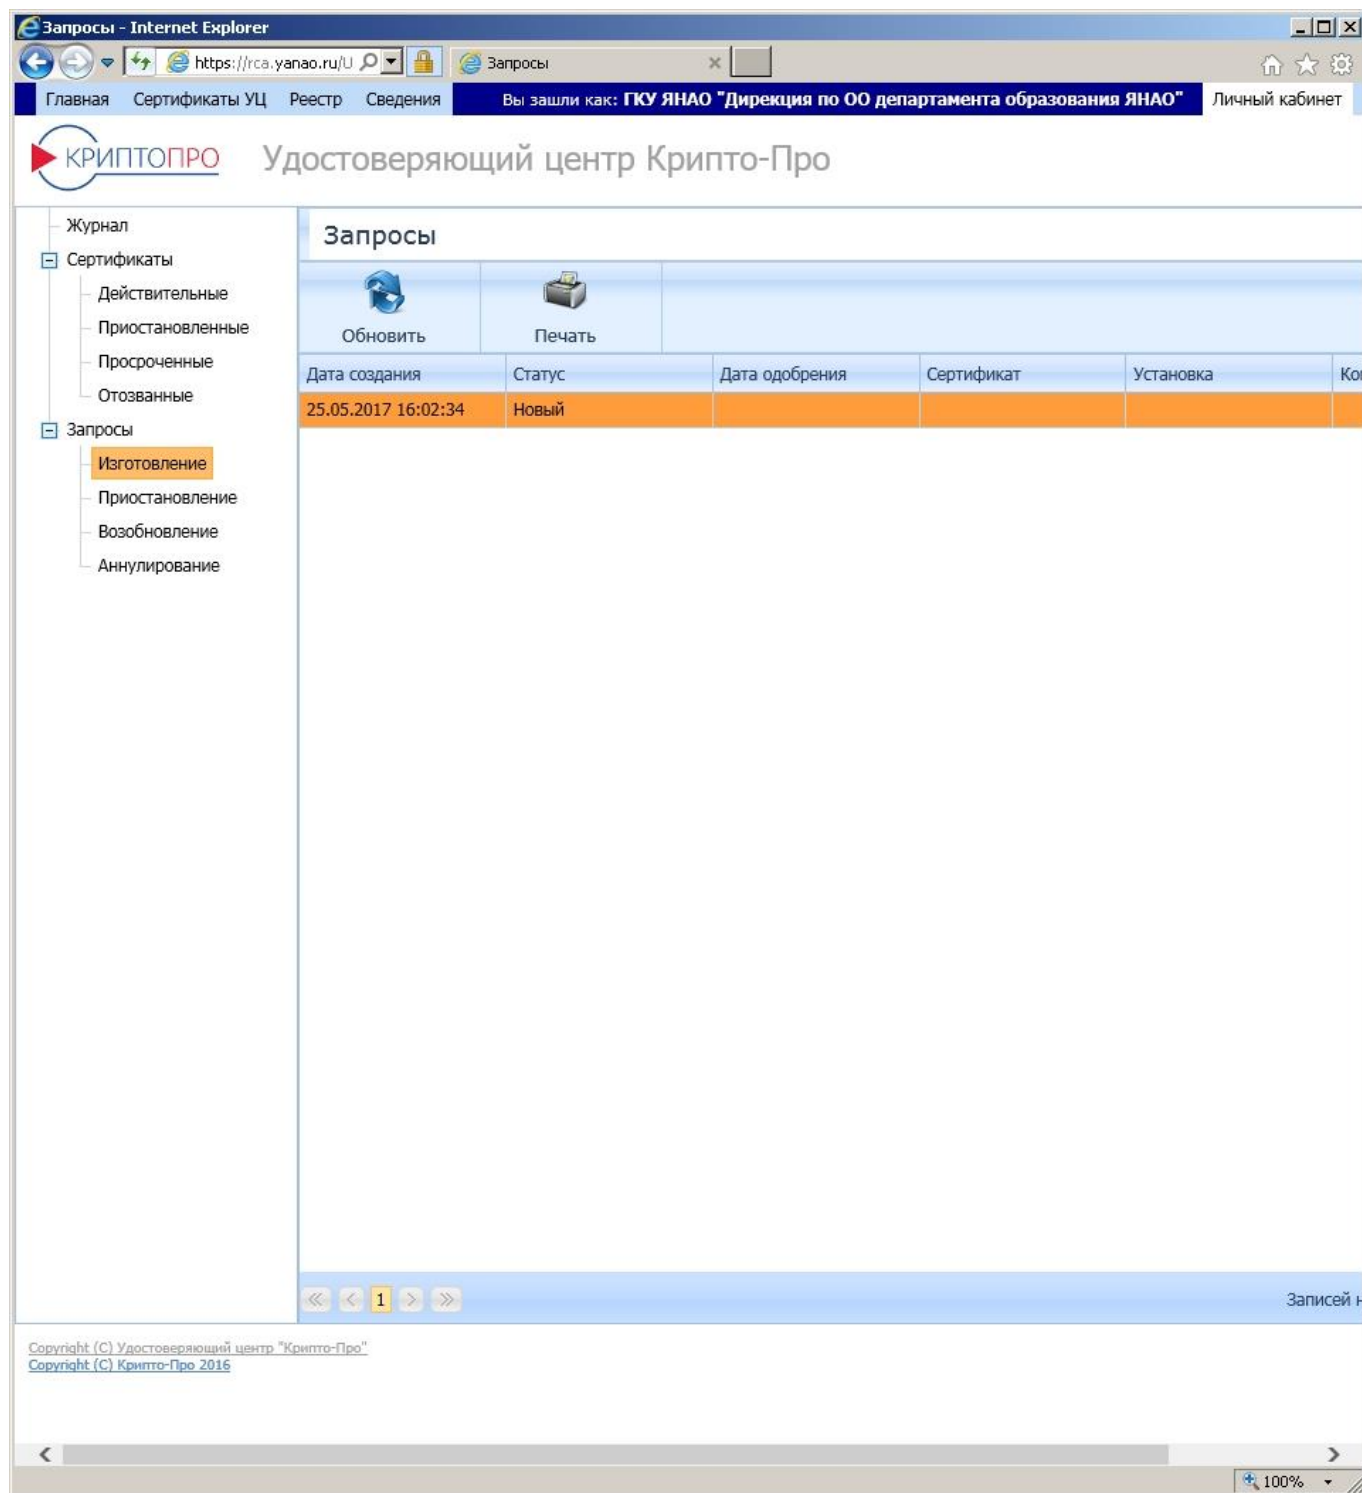 Запросы - Internet Explorer
https://rca.yanao.ru/U
Запросы
Главная Сертификаты УЦ Реестр Сведения Вы зашли как: ГКУ ЯНАО "Дирекция по ОО департамента образования ЯНАО" Личный кабинет
КРИПТОПРО Удостоверяющий центр Крипто-Про
Журнал
Сертификаты
Действительные
Приостановленные
Просроченные
Отозванные
Запросы
Изготовление
Приостановление
Возобновление
Аннулирование
Запросы
Обновить Печать
Дата создания Статус Дата одобрения Сертификат Установка
25.05.2017 16:02:34 Новый
1
Записей
Copyright (C) Удостоверяющий центр "Крипто-Про"
Copyright (C) Крипто-Про 2016
100%